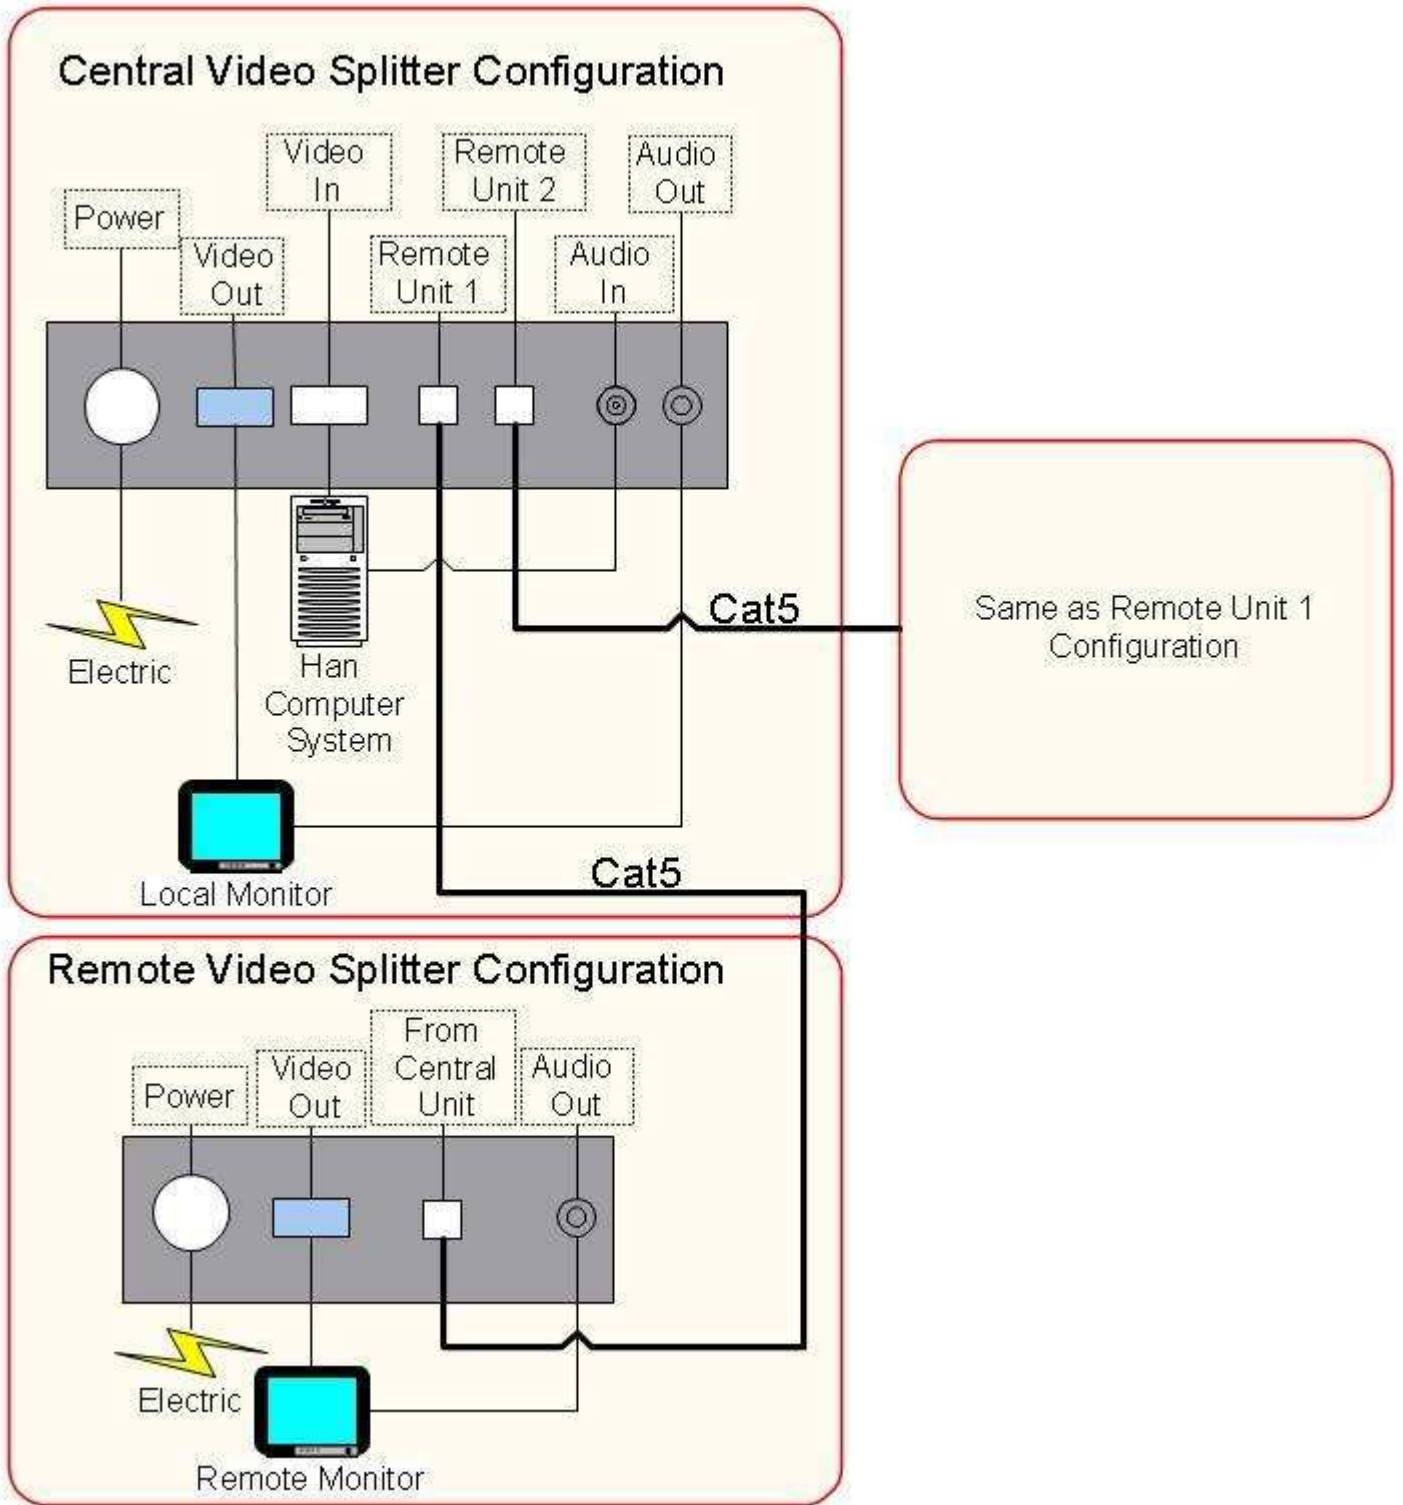 Central Video Splitter Configuration
Video
In
Remote
Unit 2
Audio
Out
Power
Video
Out
Remote
Unit 1
Audio
In
Cat5
Same as Remote Unit 1
Configuration
Electric
Han
Computer
System
Local Monitor
Cat5
Remote Video Splitter Configuration
Power
Video
Out
From
Central
Unit
Audio
Out
Electric
Remote Monitor